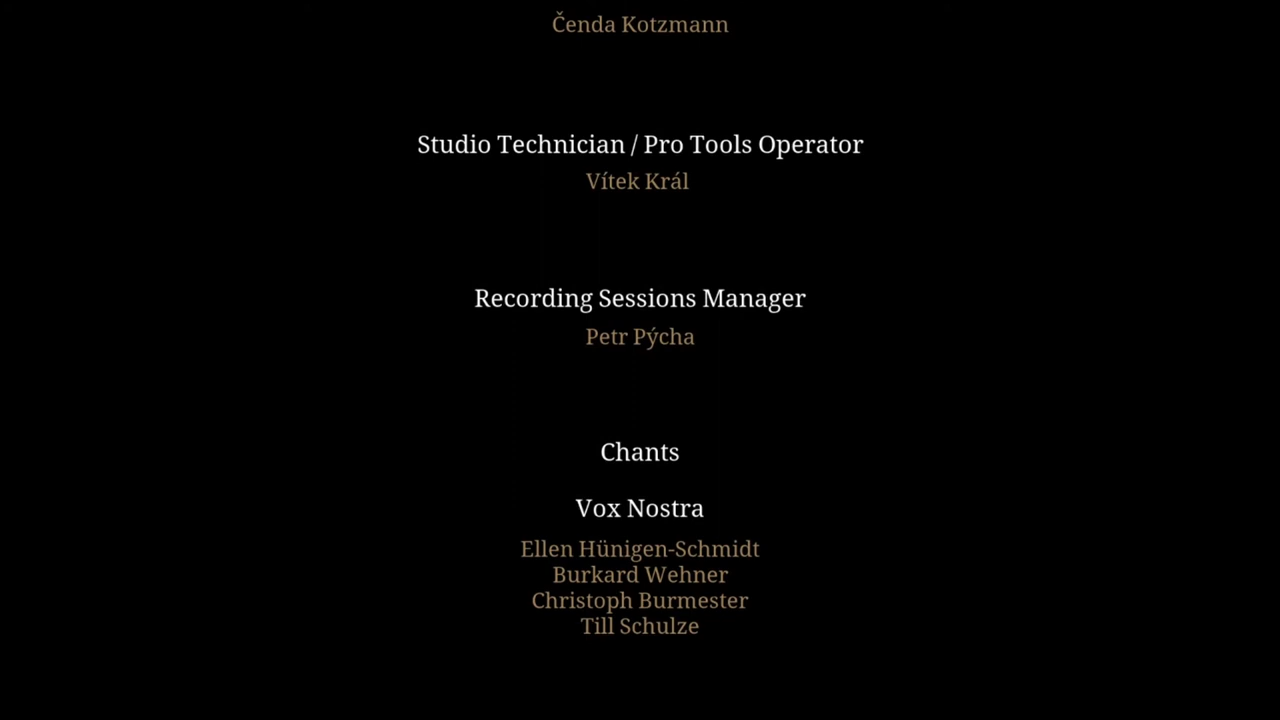 Čenda Kotzmann
Studio Technician / Pro Tools Operator
Vítek Král
Recording Sessions Manager
Petr Pýcha
Chants
Vox Nostra
Ellen Hünigen-Schmidt
Burkard Wehner
Christoph Burmester
Till Schulze